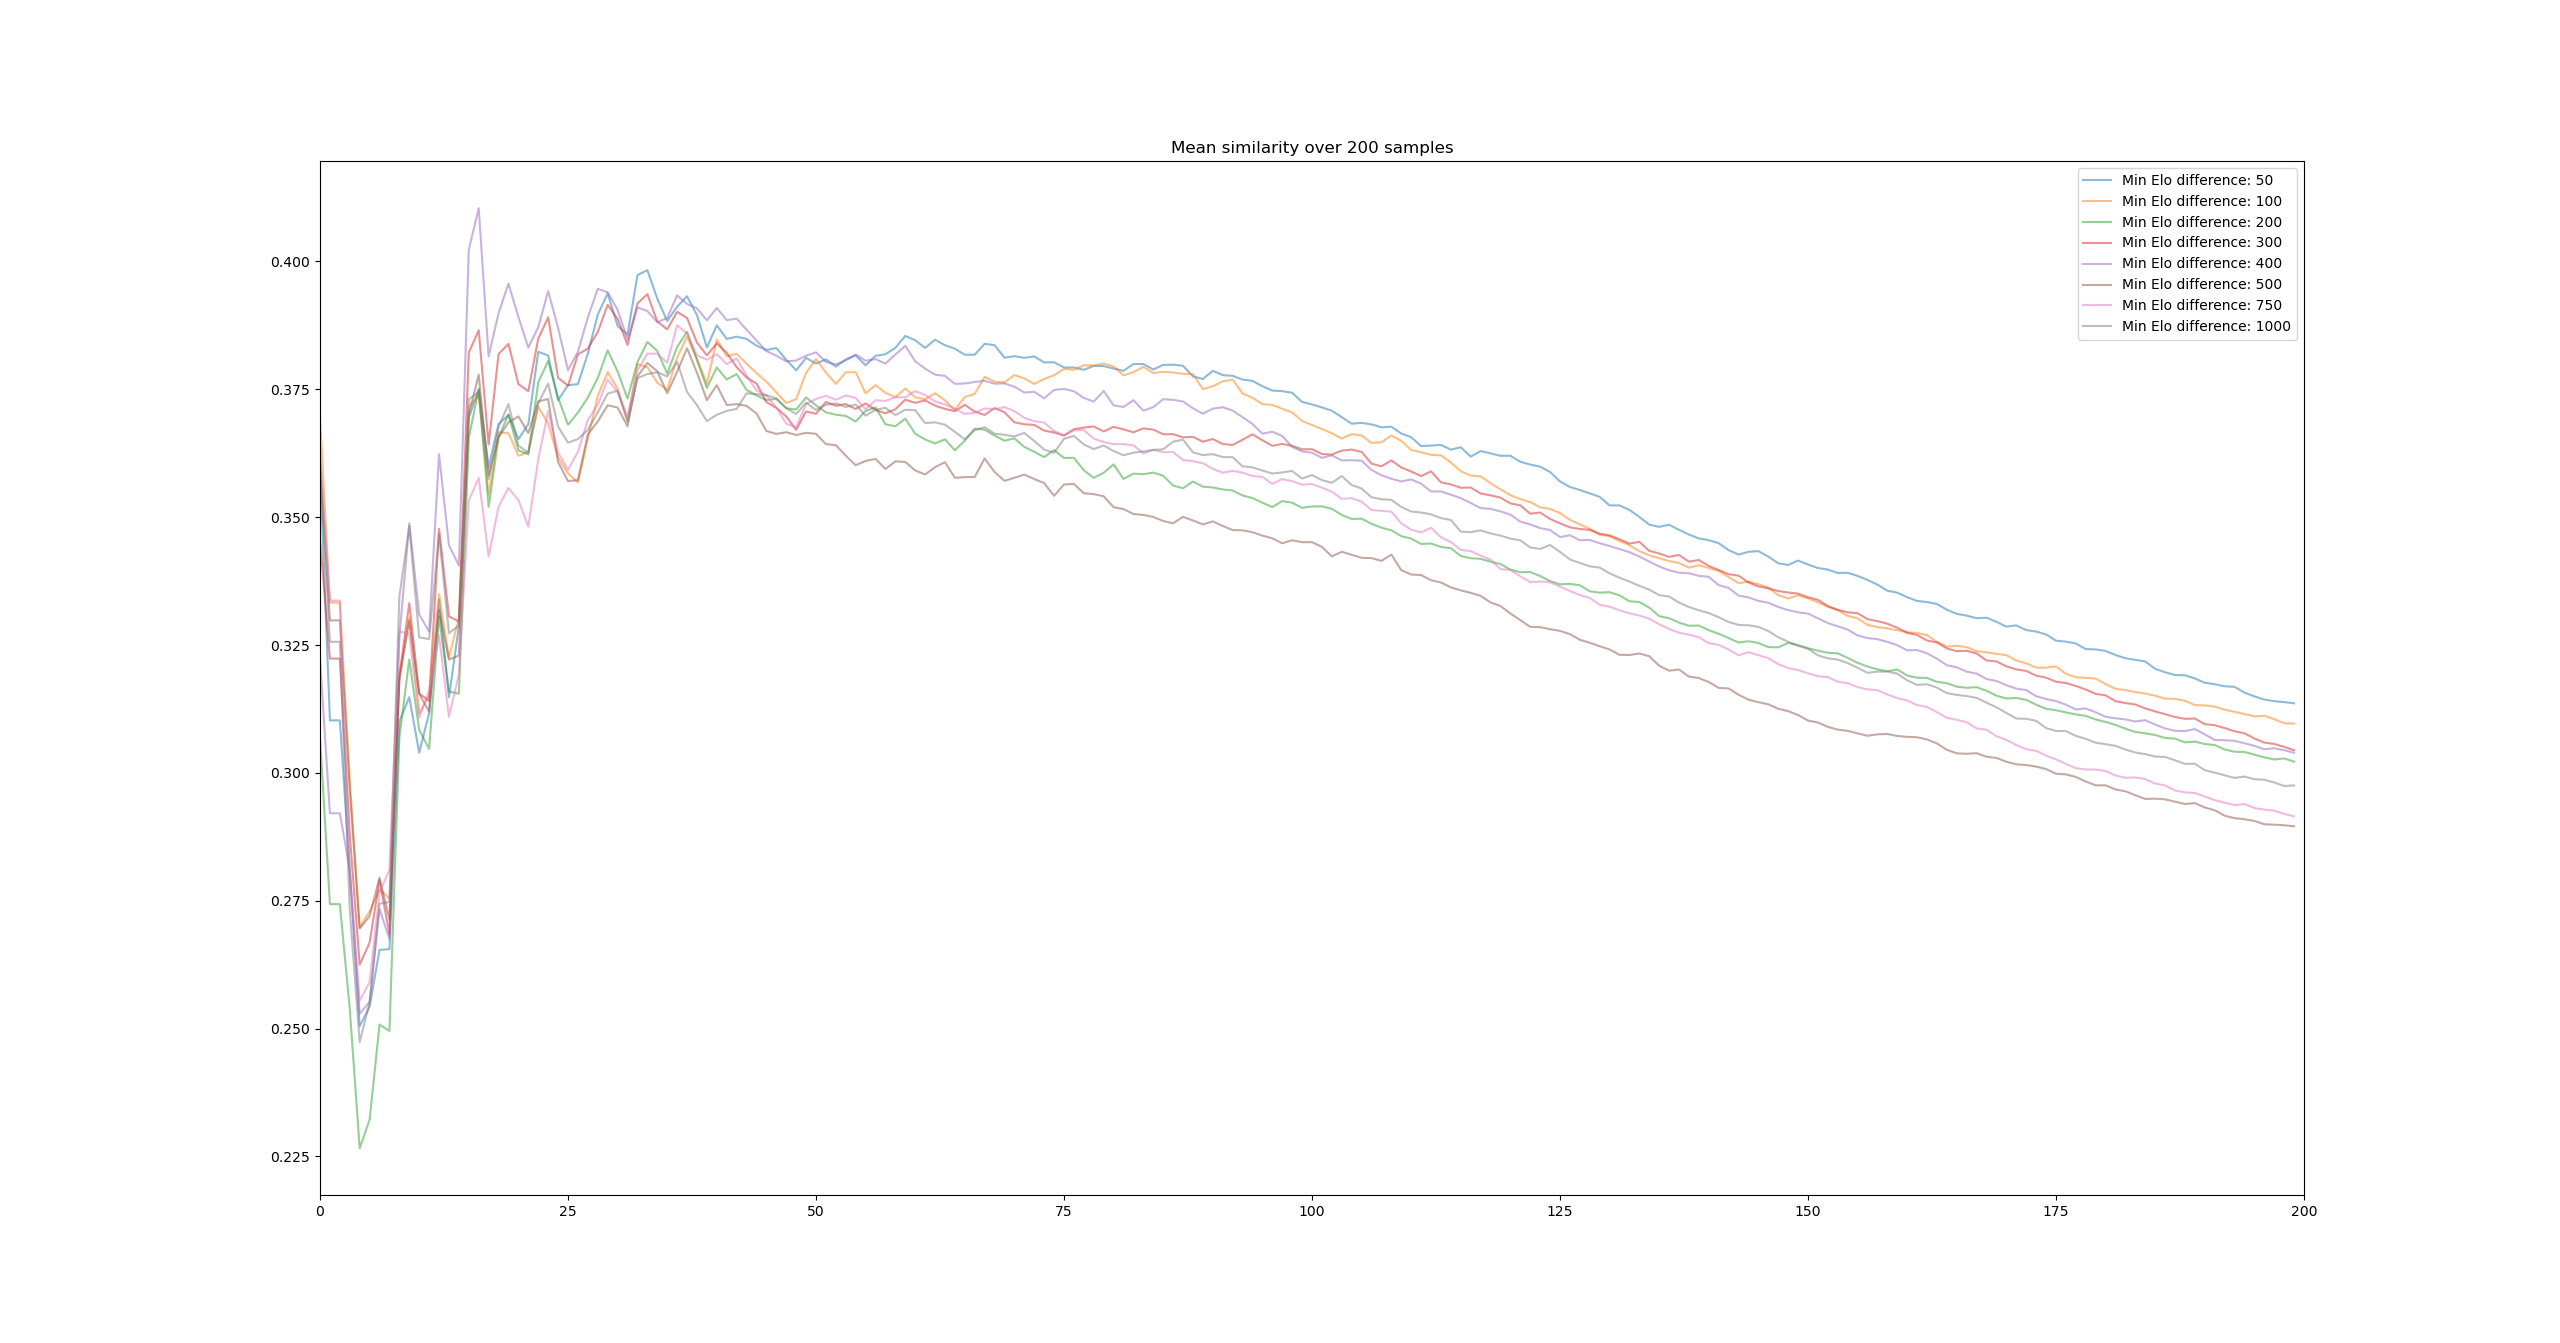 Mean similarity over 200 samples
Min Elo difference: 50
Min Elo difference: 100
Min Elo difference: 200
Min Elo difference: 300
Min Elo difference: 400
Min Elo difference: 500
Min Elo difference: 750
Min Elo difference: 1000
0.400
0.375
0.350
0.325
0.300
0.275
0.250
0.225
0 25 50 75 100 125 150 175 200